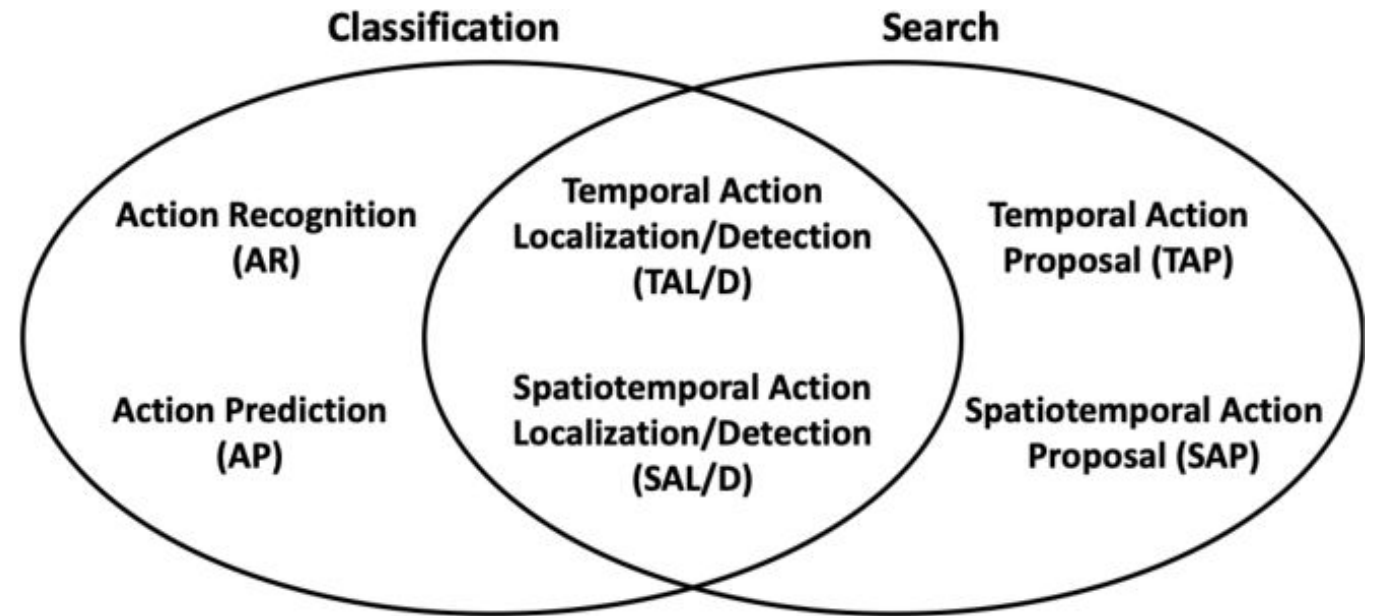 Classification
Search
Action Recognition
(AR)
Action Prediction
(AP)
Temporal Action
Localization/Detection
(TAL/D)
Spatiotemporal Action
Localization/Detection
(SAL/D)
Temporal Action
Proposal (TAP)
Spatiotemporal Action
Proposal (SAP)